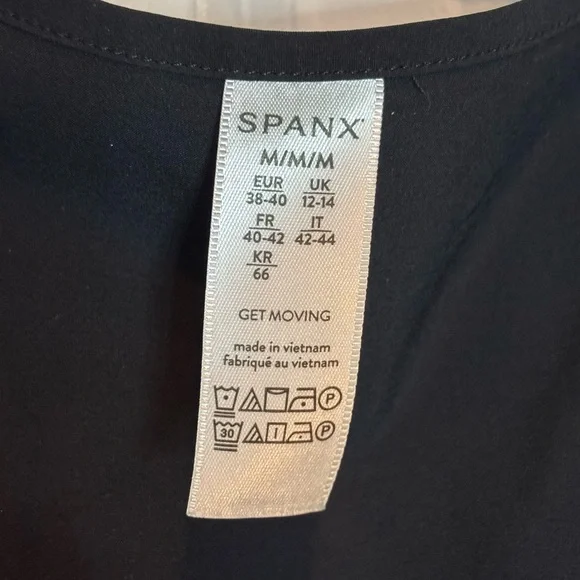 SPANX
M/M/M
EUR UK
38-40 12-14
FR IT
40-42 42-44
KR
66
GET MOVING
made in vietnam
fabriqué au vietnam
P
30 P